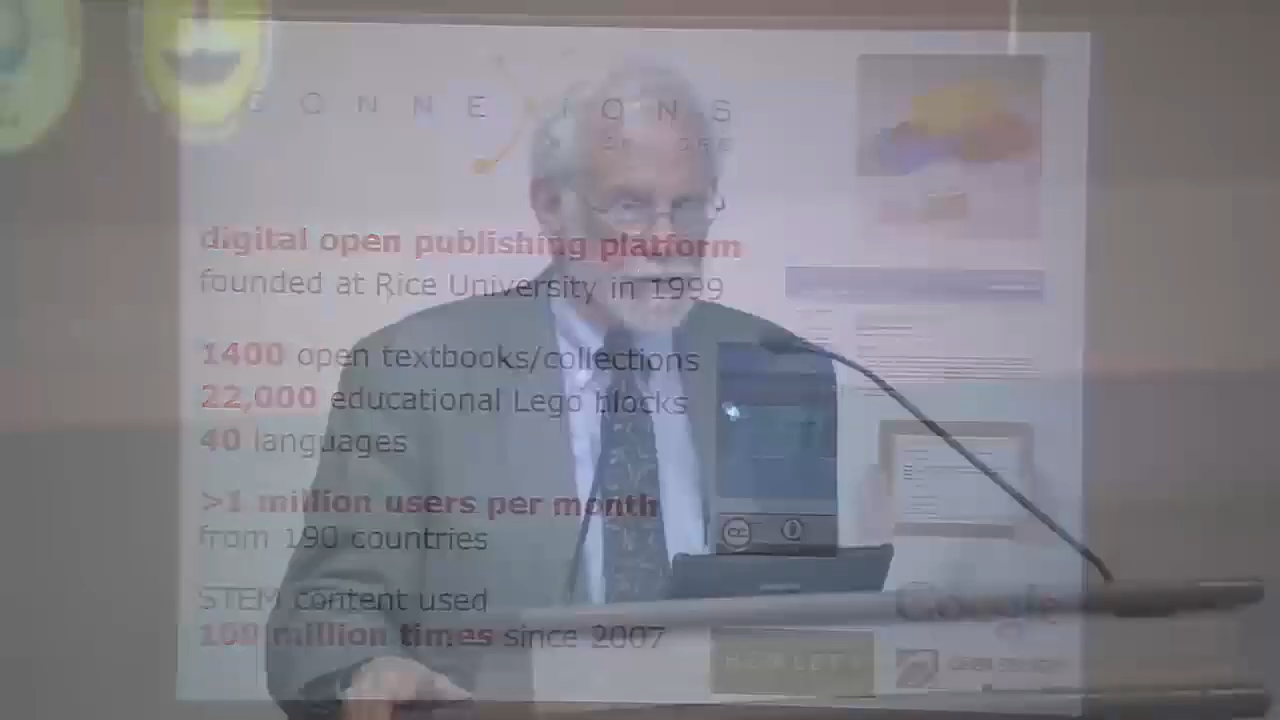 CONNEXIONS
digital open publishing platform
founded at Rice University in 1999
1400 open textbooks/collections
22,000 educational Lego blocks
40 languages
>1 million users per month
from 190 countries
STEM content used
100 million times since 2007
Google
HEWLETT